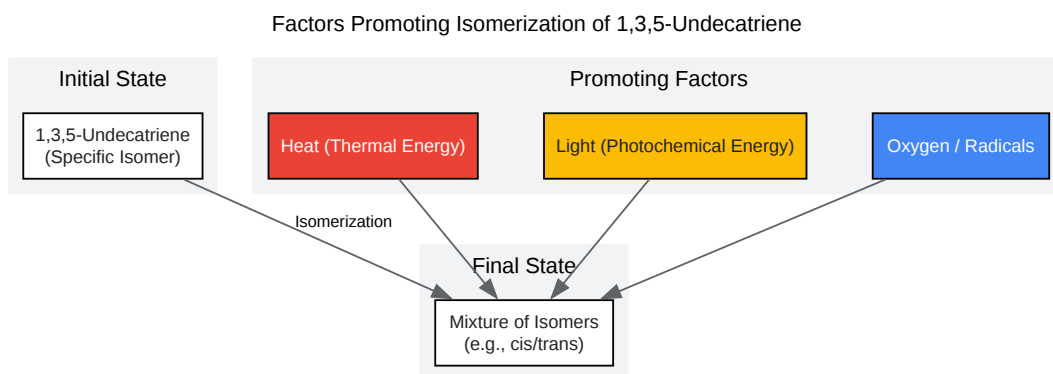 Factors Promoting Isomerization of 1,3,5-Undecatriene
Initial State
Promoting Factors
1,3,5-Undecatriene
(Specific Isomer)
Heat (Thermal Energy)
Light (Photochemical Energy)
Oxygen / Radicals
Isomerization
Final State
Mixture of Isomers
(e.g., cis/trans)